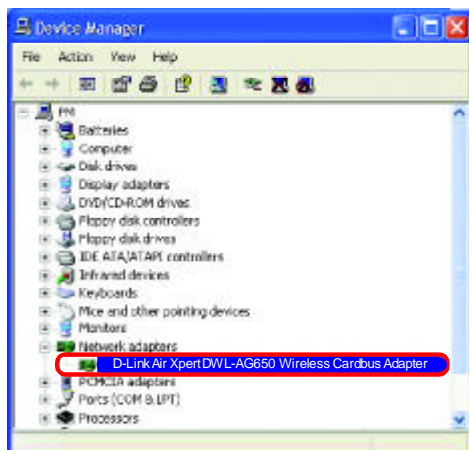 Device Manager
File Action View Help
PM
Batteries
Computer
Disk drives
Display adapters
DVD/CD-ROM drives
Floppy disk controllers
Floppy disk drives
IDE ATA/ATAPI controllers
Infrared devices
Keyboards
Mice and other pointing devices
Monitors
Network adapters
D-Link Air Xpert DWL-AG650 Wireless Cardbus Adapter
PCMCIA adapters
Ports (COM & LPT)
Processors